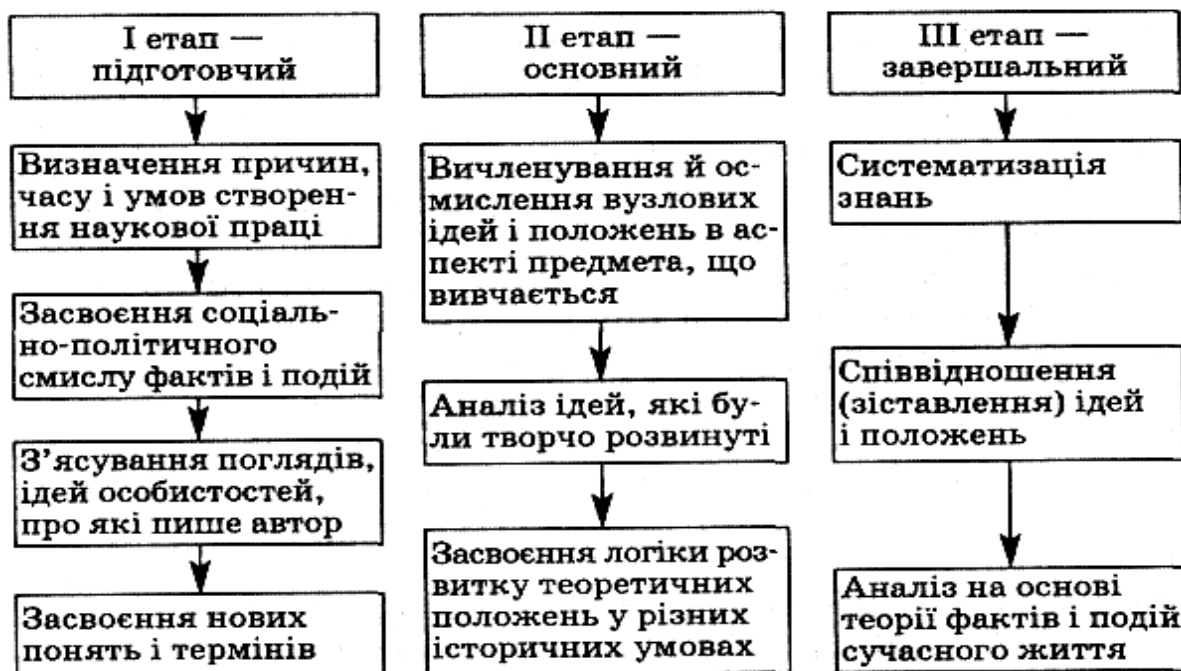 I етап —
підготовчий
Визначення причин,
часу і умов створен-
ня наукової праці
Засвоєння соціаль-
но-політичного
смислу фактів і подій
З’ясування поглядів,
ідей особистостей,
про які пише автор
Засвоєння нових
понять і термінів
II етап —
основний
Вичленування й ос-
мислення вузлових
ідей і положень в ас-
пекті предмета, що
вивчається
Аналіз ідей, які бу-
ли творчо розвинуті
Засвоєння логіки роз-
витку теоретичних
положень у різних
історичних умовах
III етап —
завершальний
Систематизація
знань
Співвідношення
(зіставлення) ідей
і положень
Аналіз на основі
теорії фактів і подій
сучасного життя